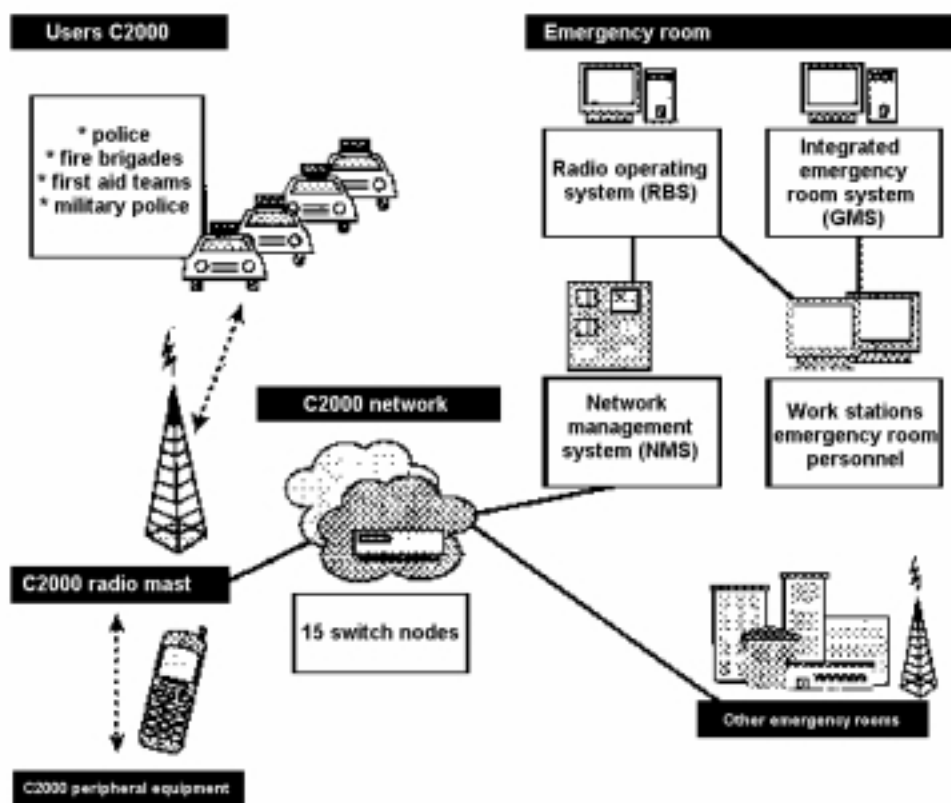 Users C2000
* police
* fire brigades
* first aid teams
* military police
Emergency room
Radio operating
system (RBS)
Integrated
emergency
room system
(GMS)
C2000 network
Network
management
system (NMS)
Work stations
emergency room
personnel
C2000 radio mast
15 switch nodes
Other emergency rooms
C2000 peripheral equipment